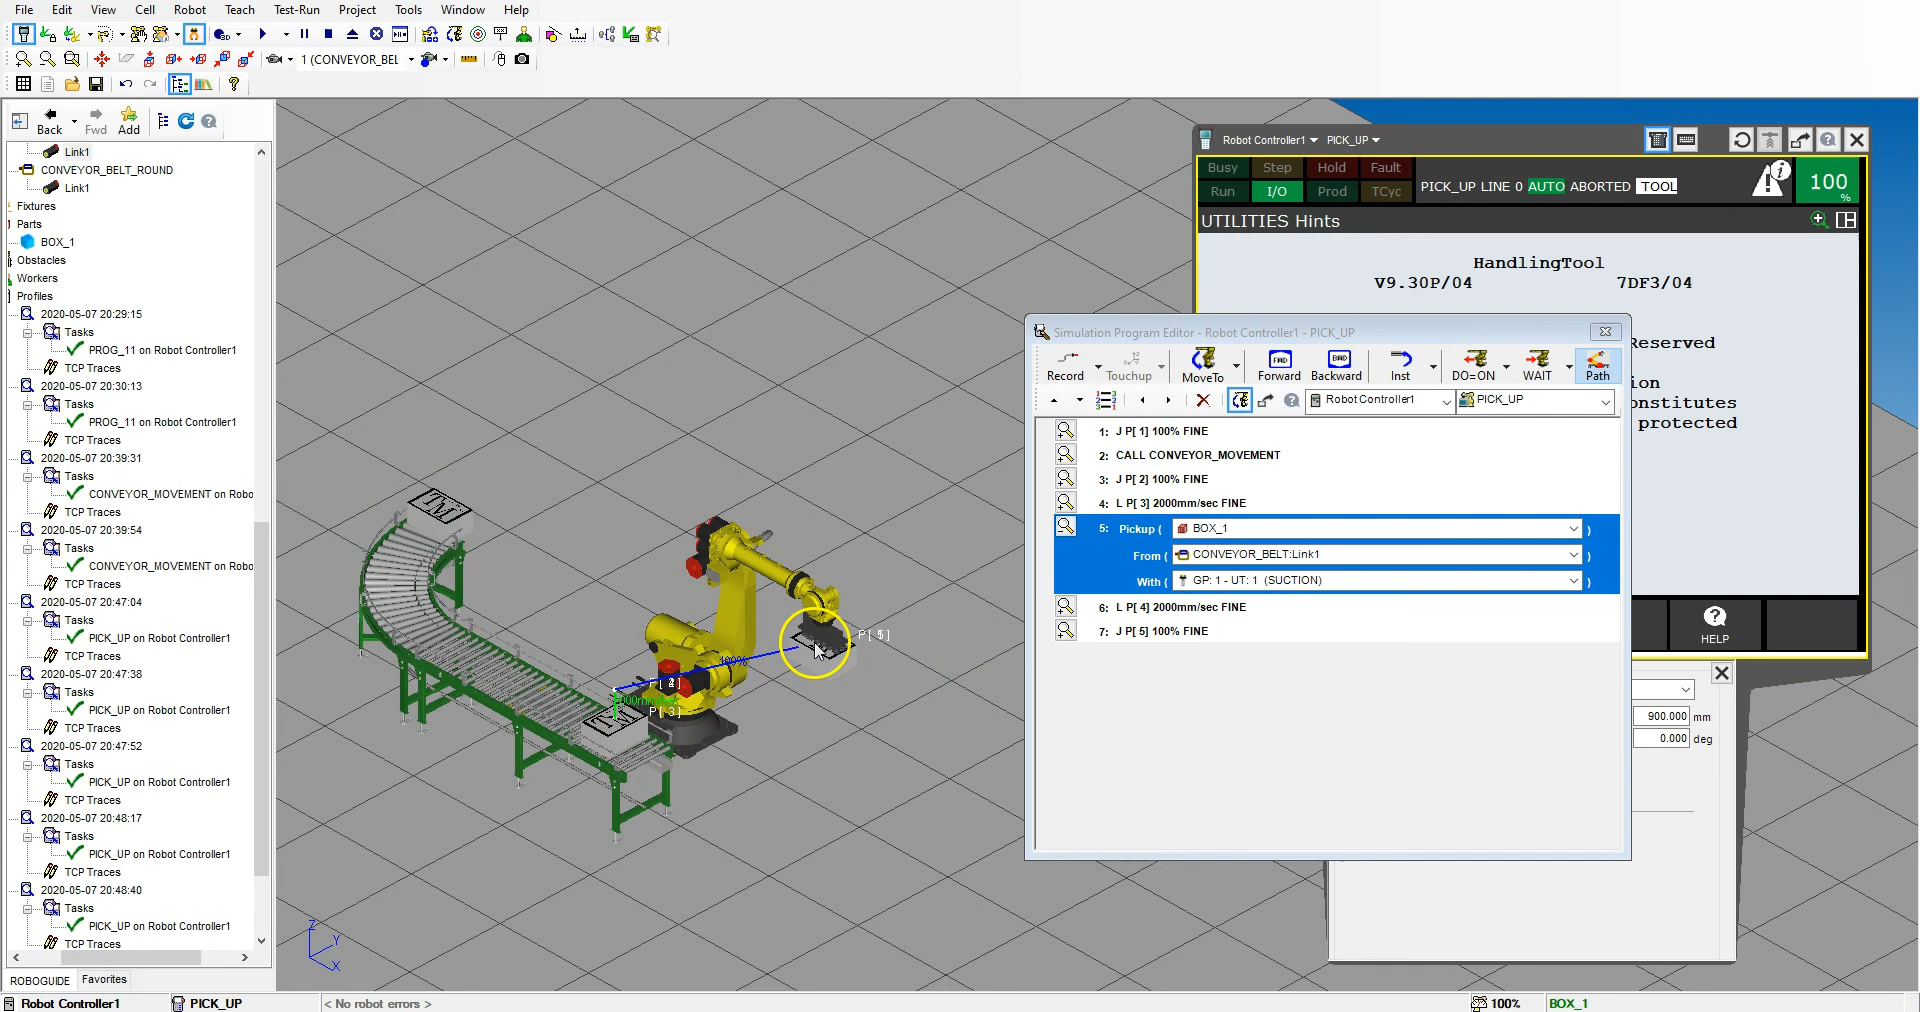 File Edit View Cell Robot Teach Test-Run Project Tools Window Help
1 (CONVEYOR_BEL
Back Fwd Add
Link1
CONVEYOR_BELT_ROUND
Link1
Fixtures
Parts
BOX_1
Obstacles
Workers
Profiles
2020-05-07 20:29:15
Tasks
PROG_11 on Robot Controller1
TCP Traces
2020-05-07 20:30:13
Tasks
PROG_11 on Robot Controller1
TCP Traces
2020-05-07 20:39:31
Tasks
CONVEYOR_MOVEMENT on Robo
TCP Traces
2020-05-07 20:39:54
Tasks
CONVEYOR_MOVEMENT on Robo
TCP Traces
2020-05-07 20:47:04
Tasks
PICK_UP on Robot Controller1
TCP Traces
2020-05-07 20:47:38
Tasks
PICK_UP on Robot Controller1
TCP Traces
2020-05-07 20:47:52
Tasks
PICK_UP on Robot Controller1
TCP Traces
2020-05-07 20:48:17
Tasks
PICK_UP on Robot Controller1
TCP Traces
2020-05-07 20:48:40
Tasks
PICK_UP on Robot Controller1
TCP Traces
ROBOGUIDE Favorites
100%
P[ 3]
Z
Y
X
Robot Controller1 PICK_UP
Busy Step Hold Fault
Run I/O Prod TCyc
PICK_UP LINE 0 AUTO ABORTED TOOL
100 %
UTILITIES Hints
HandlingTool
V9.30P/04 7DF3/04
Reserved
ion
onstitutes
protected
HELP
Simulation Program Editor - Robot Controller1 - PICK_UP
Record Touchup MoveTo Forward Backward Inst DO=ON WAIT Path
Robot Controller1 PICK_UP
1: J P[ 1] 100% FINE
2: CALL CONVEYOR_MOVEMENT
3: J P[ 2] 100% FINE
4: L P[ 3] 2000mm/sec FINE
5: Pickup ( BOX_1 )
From ( CONVEYOR_BELT:Link1 )
With ( GP: 1 - UT: 1 (SUCTION) )
6: L P[ 4] 2000mm/sec FINE
7: J P[ 5] 100% FINE
900.000 mm
0.000 deg
Robot Controller1 PICK_UP < No robot errors > 100% BOX_1